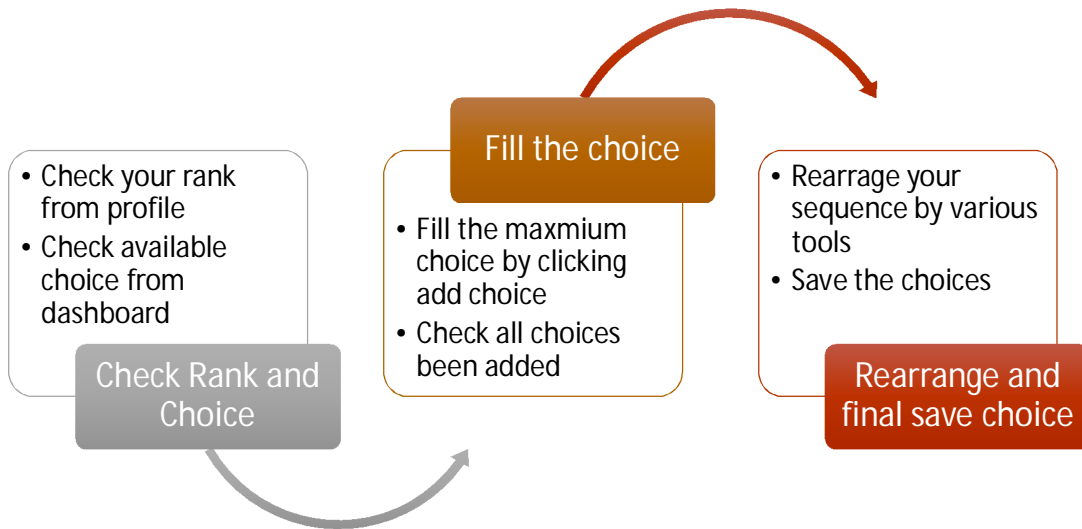 • Check your rank
from profile
• Check available
choice from
dashboard
Check Rank and
Choice
Fill the choice
• Fill the maxmium
choice by clicking
add choice
• Check all choices
been added
• Rearrage your
sequence by various
tools
• Save the choices
Rearrange and
final save choice